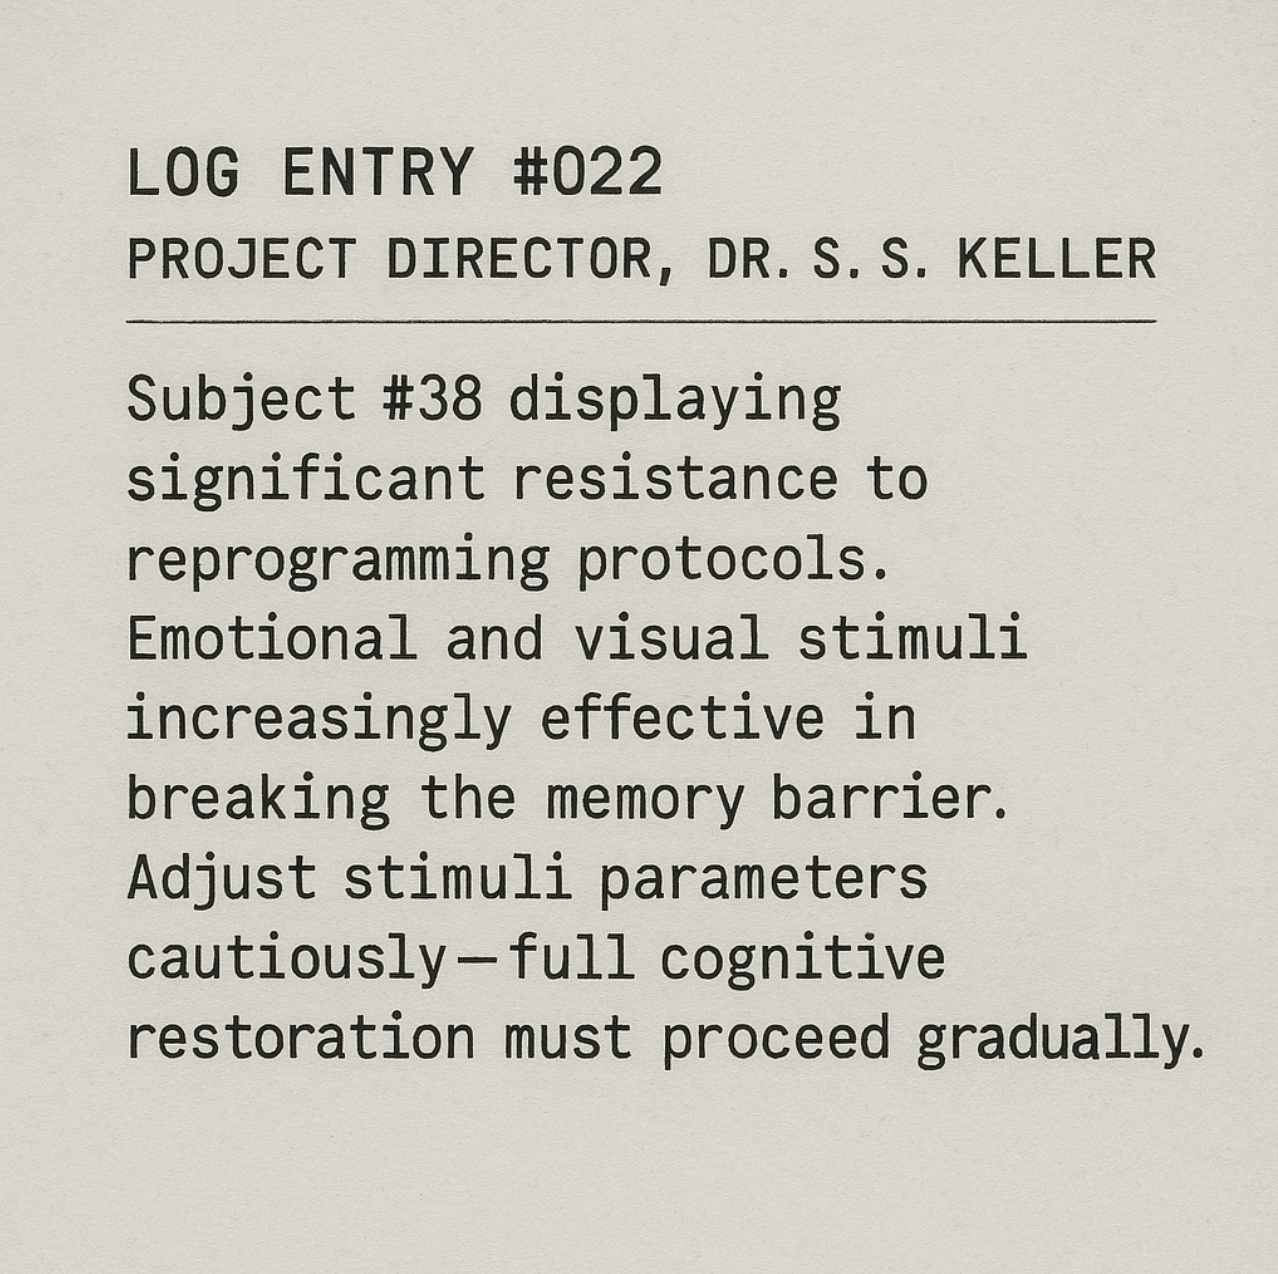 LOG ENTRY #022
PROJECT DIRECTOR, DR. S. S. KELLER
Subject #38 displaying
significant resistance to
reprogramming protocols.
Emotional and visual stimuli
increasingly effective in
breaking the memory barrier.
Adjust stimuli parameters
cautiously—full cognitive
restoration must proceed gradually.